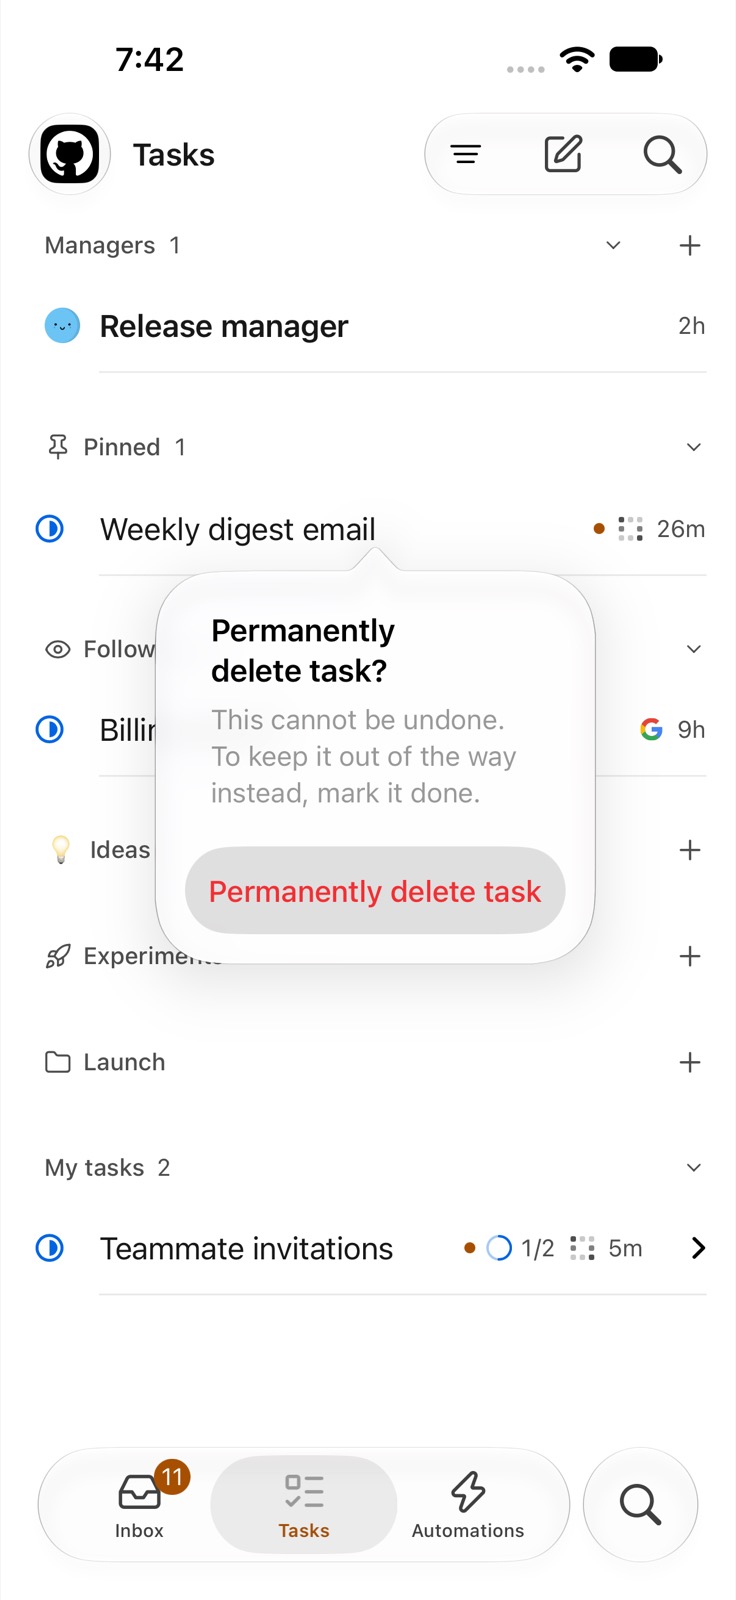 7:42
Tasks
Managers 1
Release manager 2h
Pinned 1
Weekly digest email 26m
Permanently
delete task?
Follow
This cannot be undone.
Billin 9h
To keep it out of the way
instead, mark it done.
Ideas
Permanently delete task
Experiments
Launch
My tasks 2
Teammate invitations 1/2 5m
11
Inbox
Tasks
Automations